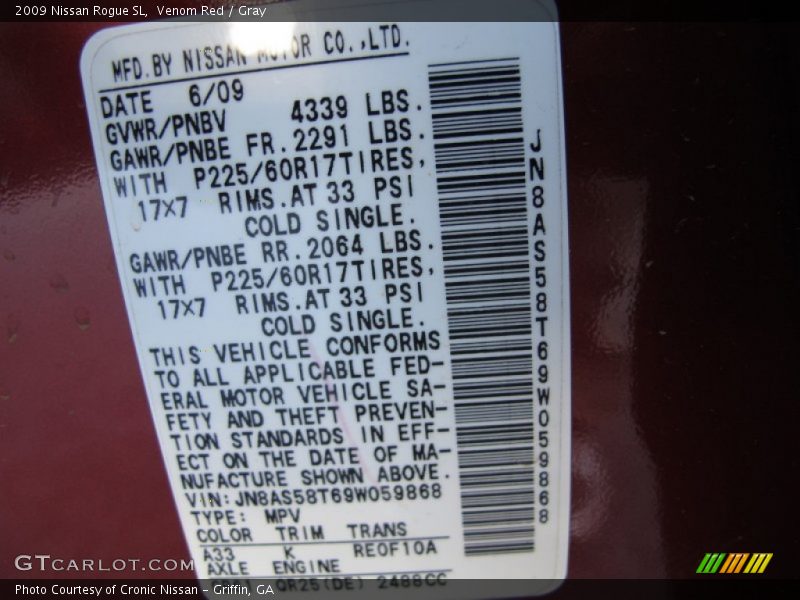 2009 Nissan Rogue SL, Venom Red / Gray
MFD.BY NISSAN MOTOR CO.,LTD.
DATE 6/09
GVWR/PNBV 4339 LBS.
GAWR/PNBE FR.2291 LBS.
WITH P225/60R17TIRES,
17X7 RIMS.AT 33 PSI
COLD SINGLE.
GAWR/PNBE RR.2064 LBS.
WITH P225/60R17TIRES,
17X7 RIMS.AT 33 PSI
COLD SINGLE.
THIS VEHICLE CONFORMS
TO ALL APPLICABLE FED-
ERAL MOTOR VEHICLE SA-
FETY AND THEFT PREVEN-
TION STANDARDS IN EFF-
ECT ON THE DATE OF MA-
NUFACTURE SHOWN ABOVE.
VIN:JN8AS58T69W059868
TYPE: MPV
COLOR TRIM TRANS
A33 K RE0F10A
AXLE ENGINE
QR25(DE) 2488CC
JN8AS58T69W059868
GTCARLOT.COM
Photo Courtesy of Cronic Nissan - Griffin, GA